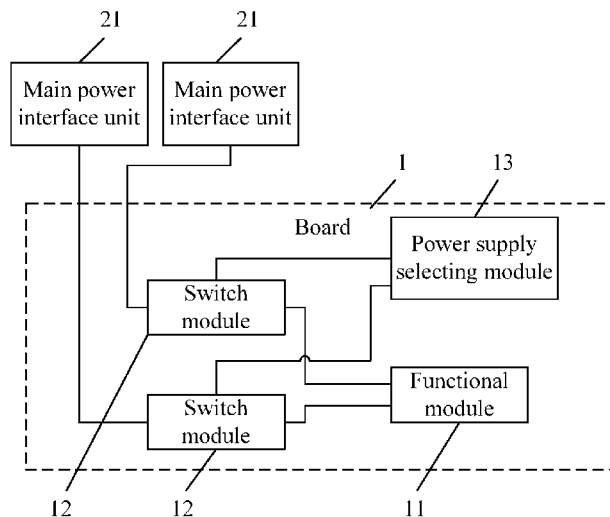 21
21
Main power
interface unit
Main power
interface unit
1
13
Board
Power supply
selecting module
Switch
module
Functional
module
Switch
module
12
12
11